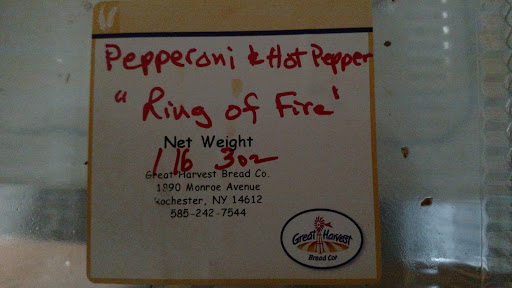 Pepperoni & Hot Pepper
"Ring of Fire"
Net Weight
1 lb 3oz
Great Harvest Bread Co.
1890 Monroe Avenue
Rochester, NY 14612
585-242-7544
Great Harvest
Bread Co®